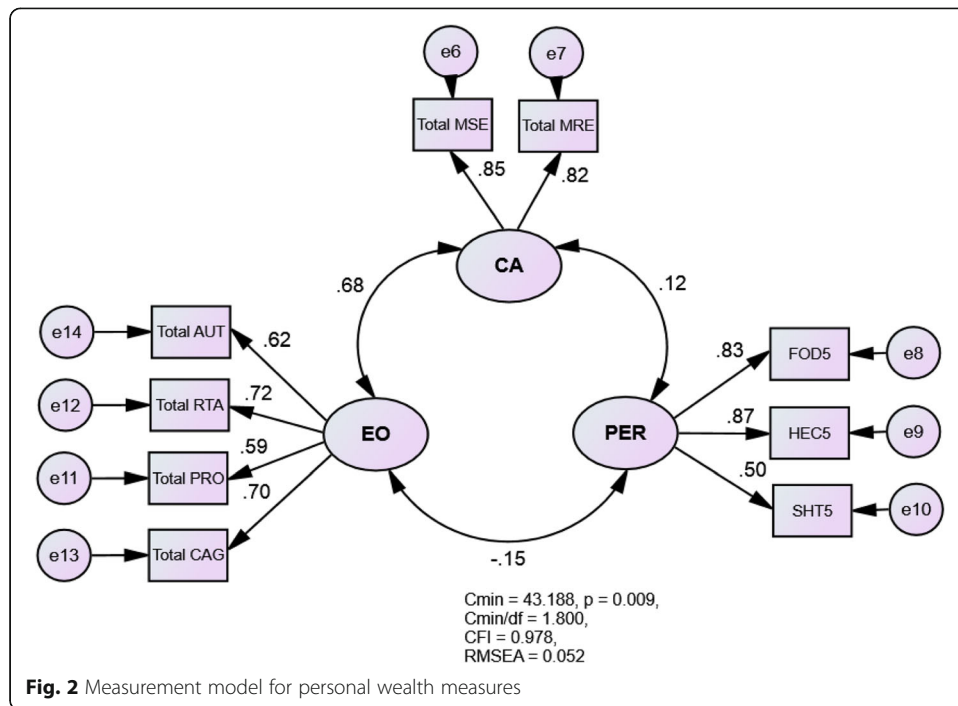 e6
e7
Total MSE
Total MRE
.85
.82
CA
.68
.12
e14
Total AUT
.62
e12
Total RTA
.72
e11
Total PRO
.59
e13
Total CAG
.70
EO
PER
.83
FOD5
e8
.87
HEC5
e9
.50
SHT5
e10
-.15
Cmin = 43.188, p = 0.009,
Cmin/df = 1.800,
CFI = 0.978,
RMSEA = 0.052
Fig. 2 Measurement model for personal wealth measures